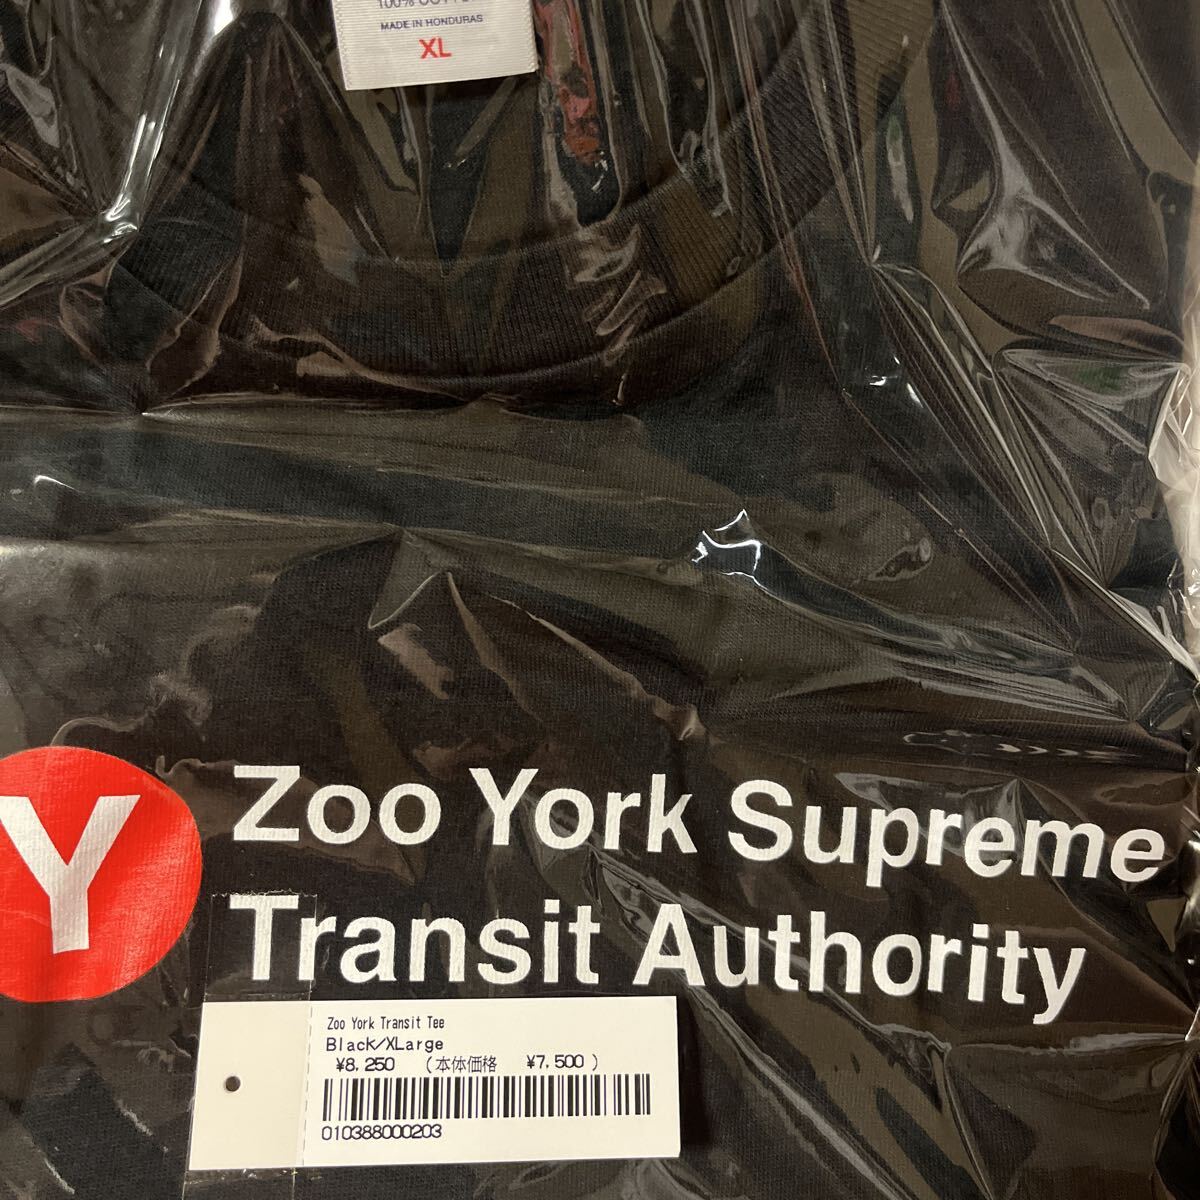 100% COTTON
MADE IN HONDURAS
XL
Y
Zoo York Supreme
Transit Authority
Zoo York Transit Tee
Black/XLarge
¥8,250 (本体価格 ¥7,500)
010388000203